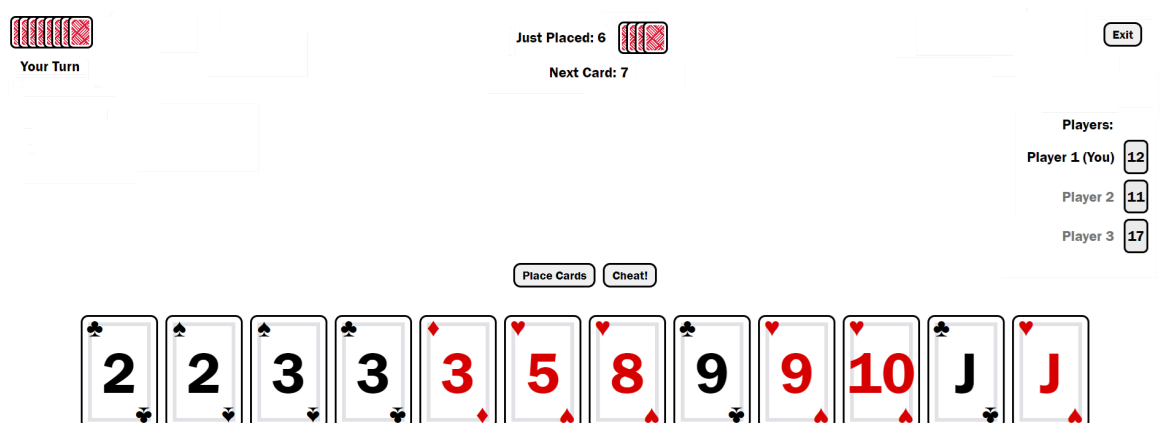 Your Turn
Just Placed: 6
Next Card: 7
Exit
Players:
Player 1 (You) 12
Player 2 11
Player 3 17
Place Cards Cheat!
2 2 3 3 3 5 8 9 9 10 J J